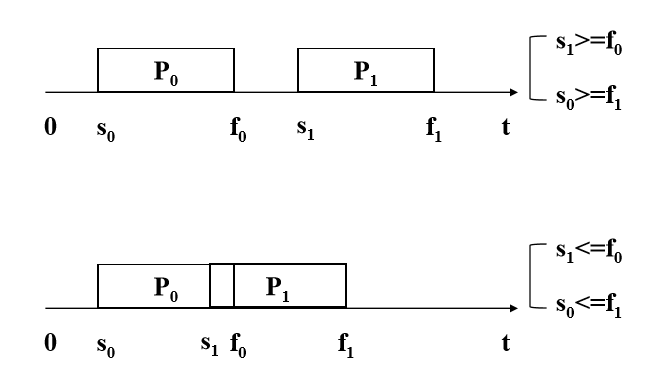 s₁>=f₀
P₀ P₁
s₀>=f₁
0 s₀ f₀ s₁ f₁ t
s₁<=f₀
P₀ P₁
s₀<=f₁
0 s₀ s₁ f₀ f₁ t